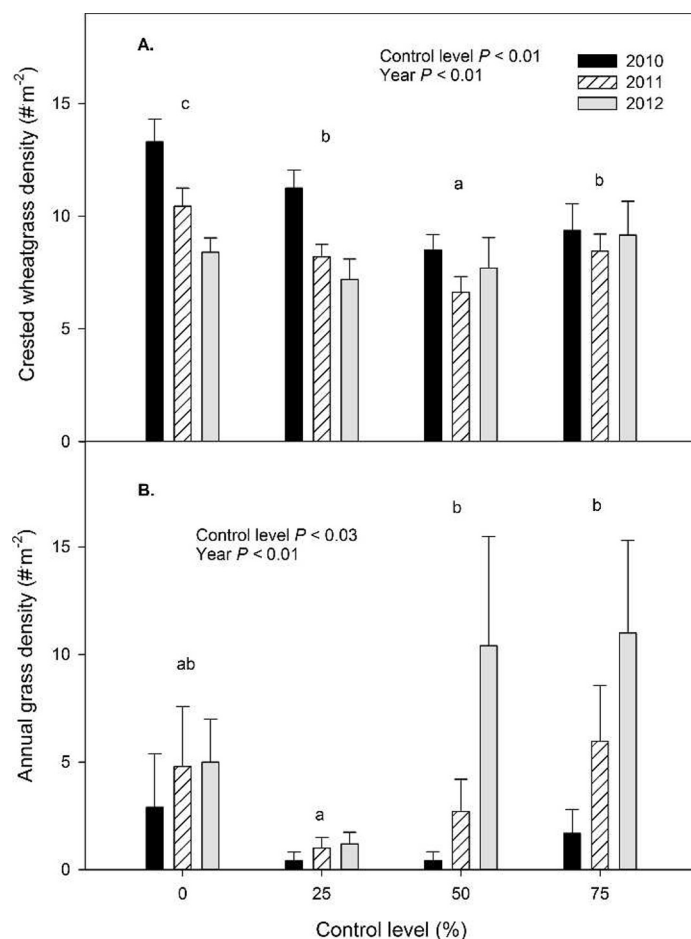 A.
Control level P < 0.01
Year P < 0.01
2010
2011
2012
c
b
a
b
15
10
5
0
Crested wheatgrass density (#·m-2)
B.
Control level P < 0.03
Year P < 0.01
ab
a
b
b
15
10
5
0
Annual grass density (#·m-2)
0 25 50 75
Control level (%)